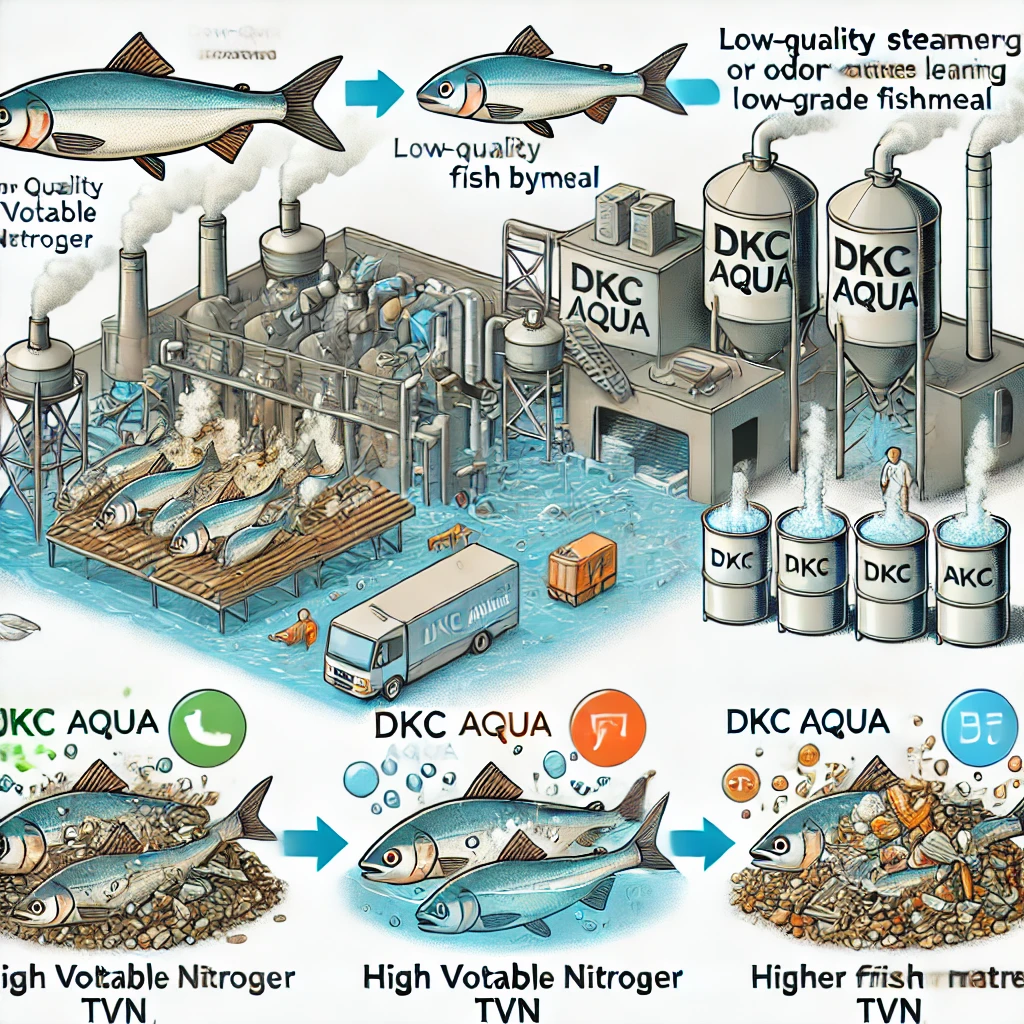 Low-quality steamerg
or odor leaning
low-grade fishmeal
Low-quality
fish bymeal
Quality
Votable
DKC
AQUA
DKC
AQUA
DKC
AQUA
DKC
DKC
DKC
AKC
DKC AQUA
DKC AQUA
DKC AQUA
igh Votable Nitroger
TVN
High Votable Nitroger
TVN
Higher
TVN